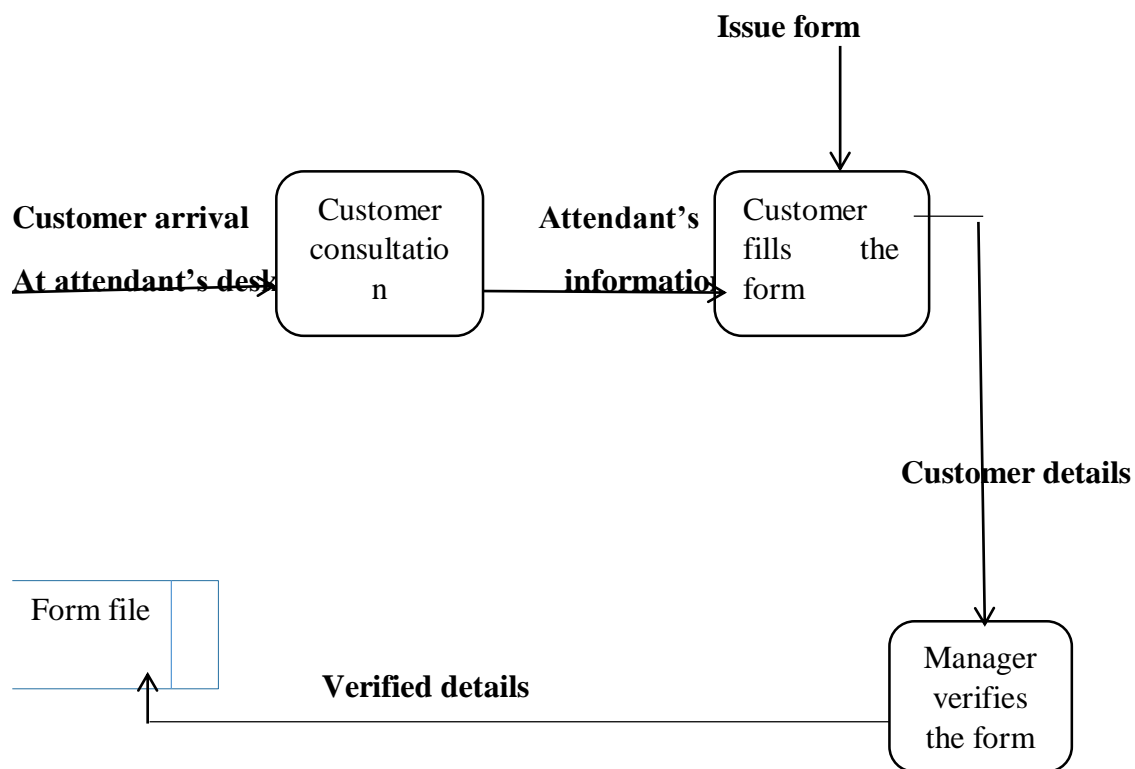 Issue form
Customer arrival
At attendant's desk
Customer
consultatio
n
Attendant's
information
Customer
fills the
form
Customer details
Form file
Verified details
Manager
verifies
the form